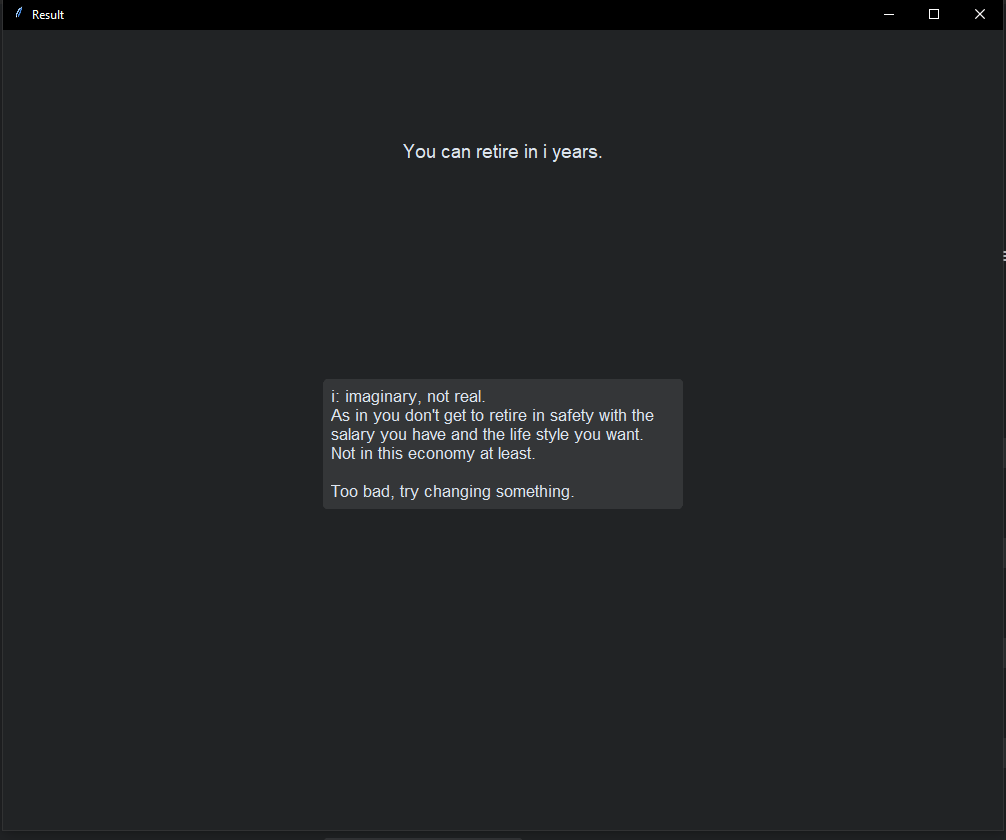 Result
You can retire in i years.
i: imaginary, not real.
As in you don't get to retire in safety with the
salary you have and the life style you want.
Not in this economy at least.
Too bad, try changing something.